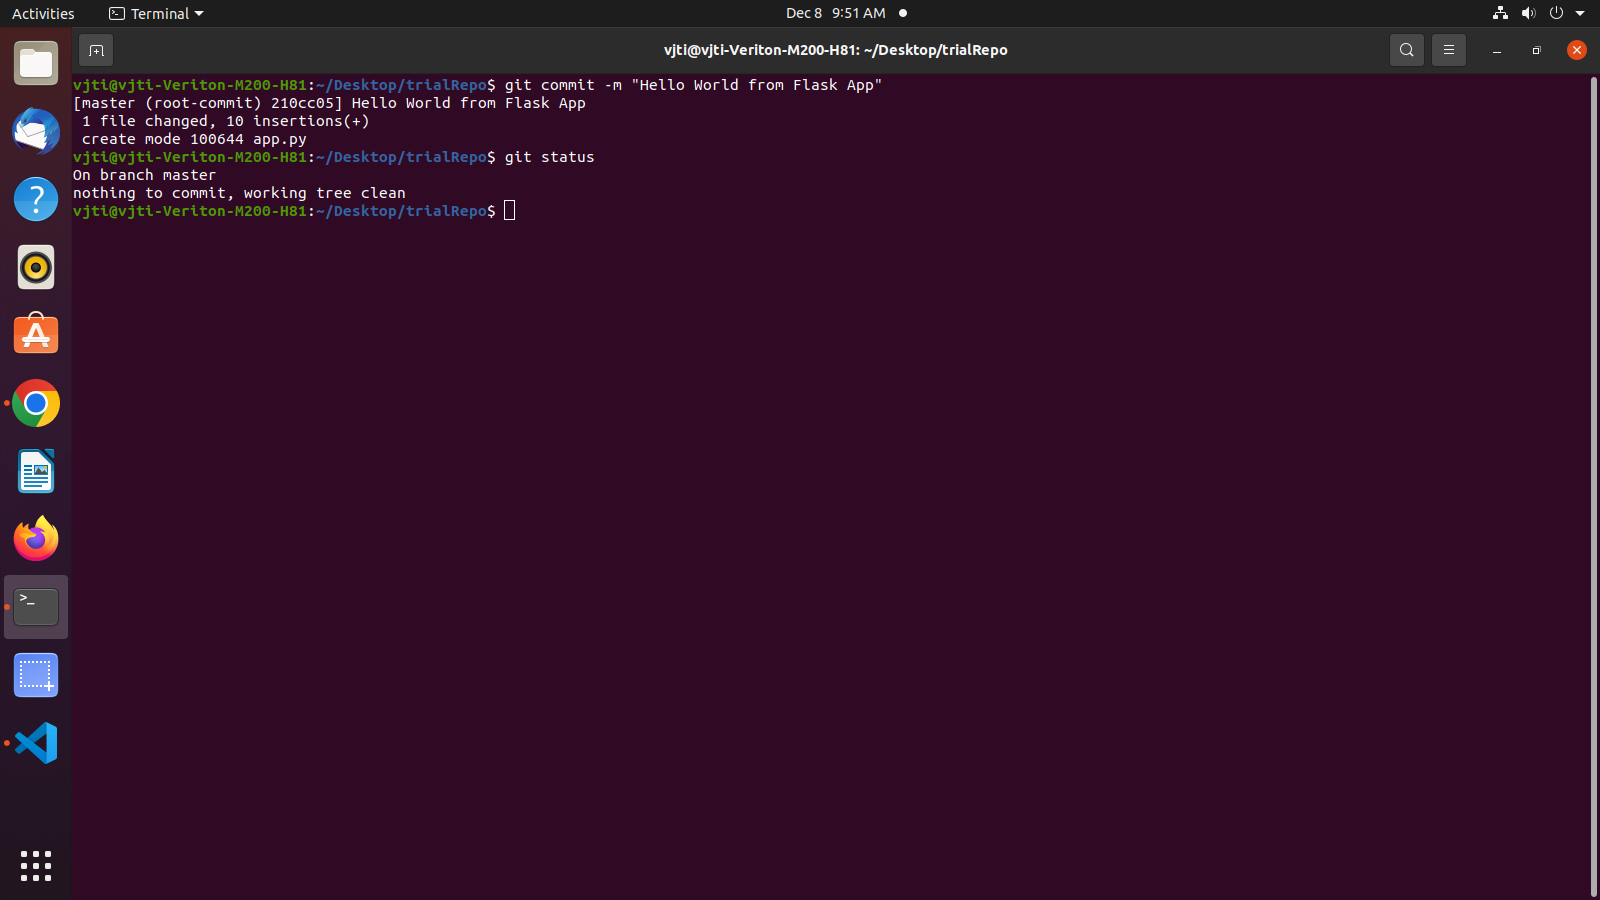 Activities Terminal Dec 8 9:51 AM
vjti@vjti-Veriton-M200-H81: ~/Desktop/trialRepo
vjti@vjti-Veriton-M200-H81:~/Desktop/trialRepo$ git commit -m "Hello World from Flask App"
[master (root-commit) 210cc05] Hello World from Flask App
 1 file changed, 10 insertions(+)
 create mode 100644 app.py
vjti@vjti-Veriton-M200-H81:~/Desktop/trialRepo$ git status
On branch master
nothing to commit, working tree clean
vjti@vjti-Veriton-M200-H81:~/Desktop/trialRepo$